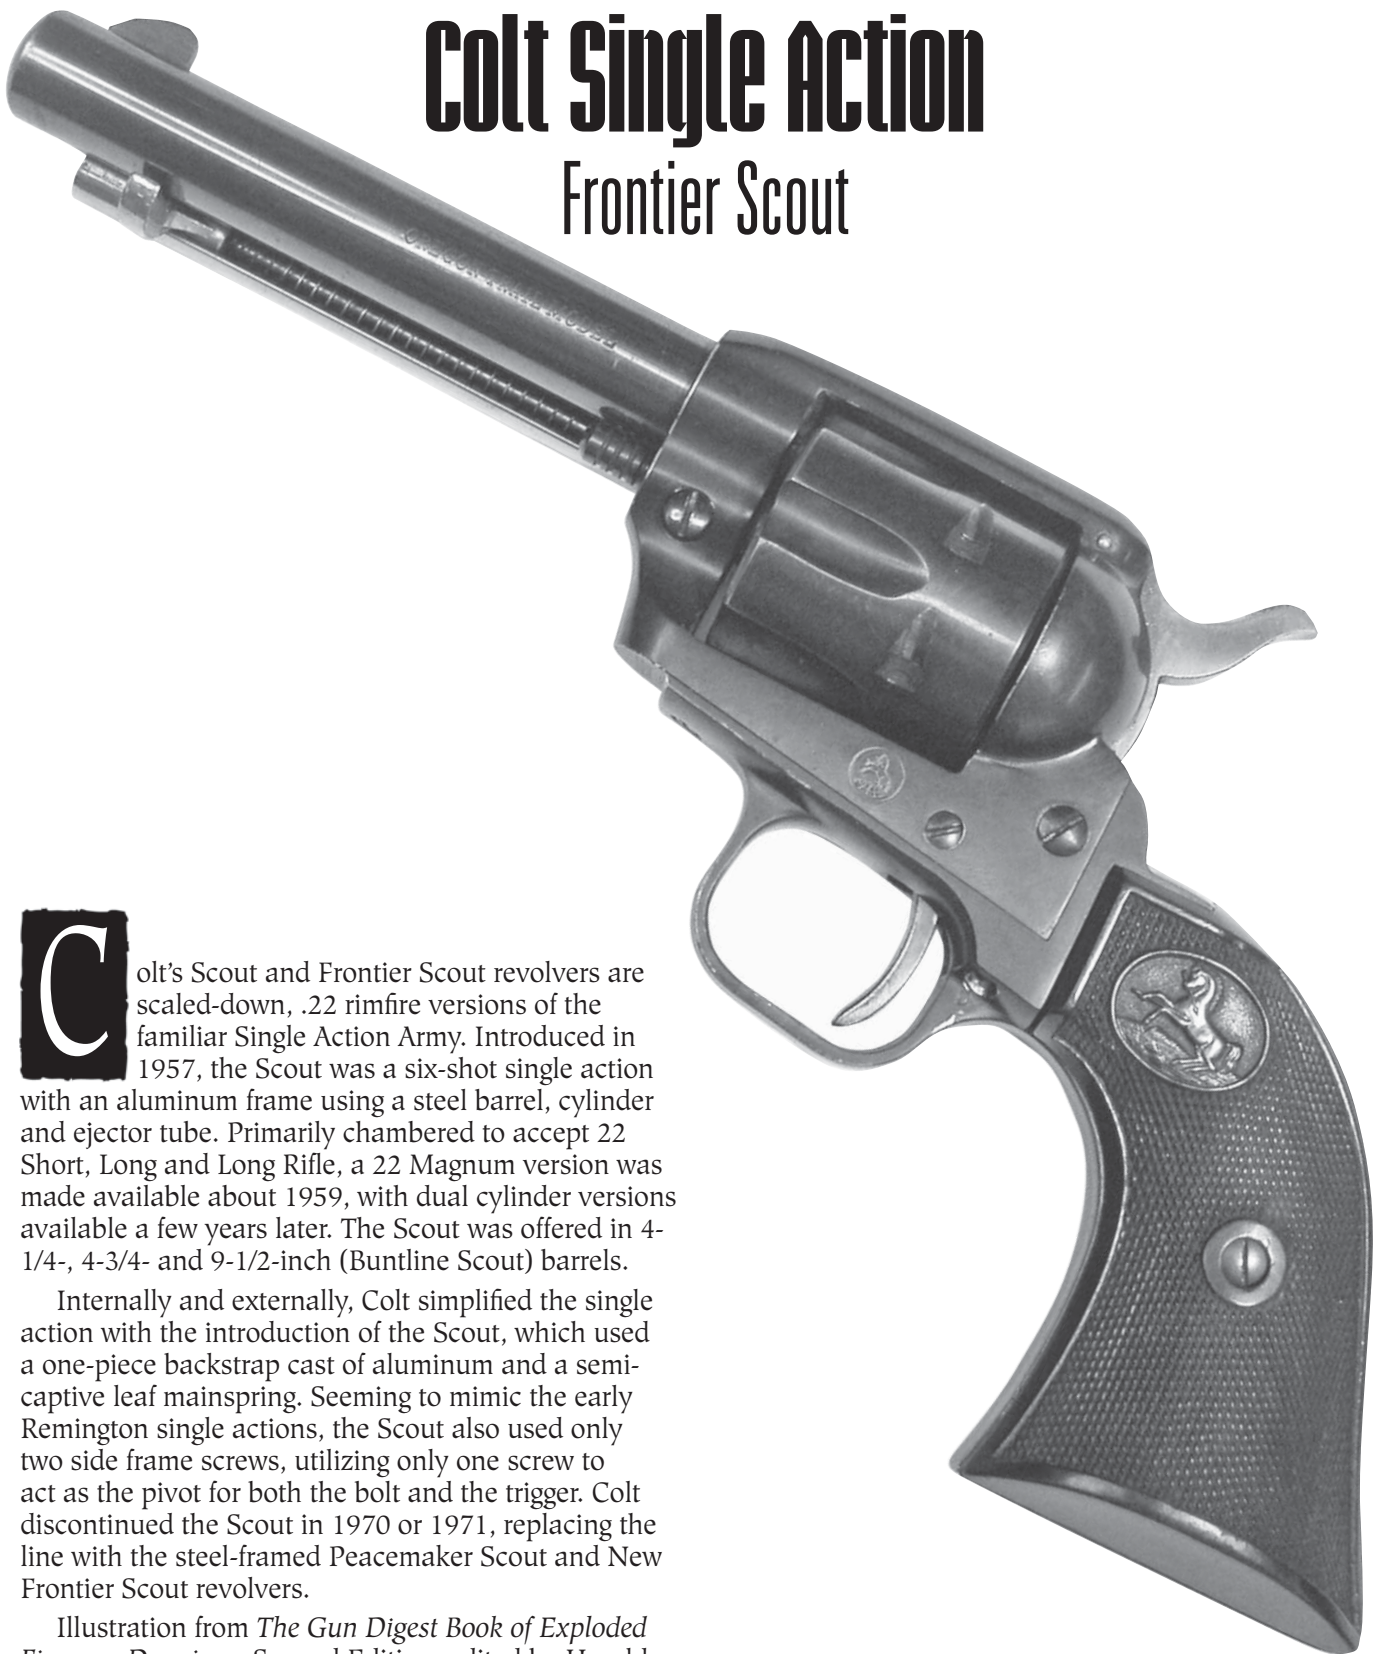 Colt Single Action
Frontier Scout
Colt's Scout and Frontier Scout revolvers are
scaled-down, .22 rimfire versions of the
familiar Single Action Army. Introduced in
1957, the Scout was a six-shot single action
with an aluminum frame using a steel barrel, cylinder
and ejector tube. Primarily chambered to accept 22
Short, Long and Long Rifle, a 22 Magnum version was
made available about 1959, with dual cylinder versions
available a few years later. The Scout was offered in 4-
1/4-, 4-3/4- and 9-1/2-inch (Buntline Scout) barrels.
Internally and externally, Colt simplified the single
action with the introduction of the Scout, which used
a one-piece backstrap cast of aluminum and a semi-
captive leaf mainspring. Seeming to mimic the early
Remington single actions, the Scout also used only
two side frame screws, utilizing only one screw to
act as the pivot for both the bolt and the trigger. Colt
discontinued the Scout in 1970 or 1971, replacing the
line with the steel-framed Peacemaker Scout and New
Frontier Scout revolvers.
Illustration from The Gun Digest Book of Exploded